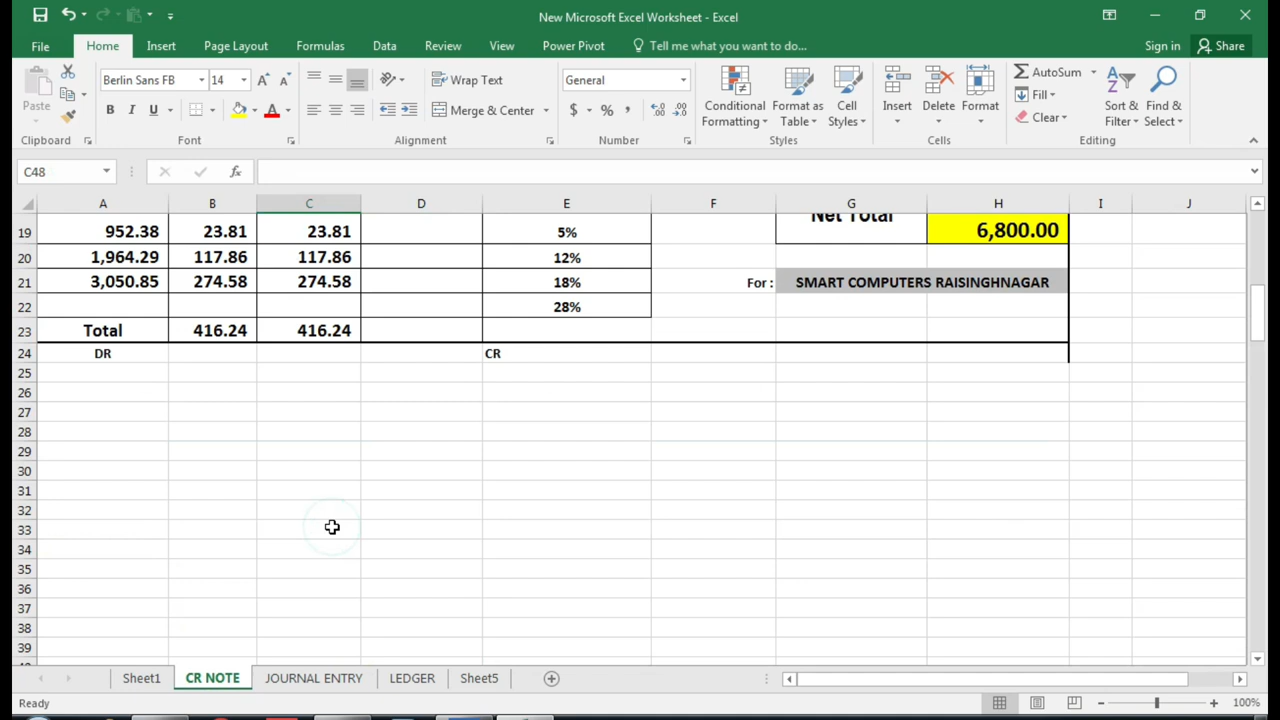 New Microsoft Excel Worksheet - Excel
File Home Insert Page Layout Formulas Data Review View Power Pivot Tell me what you want to do... Sign in Share
Paste Berlin Sans FB 14 Wrap Text General AutoSum
B I U Merge & Center $ % , Conditional Formatting Format as Table Cell Styles Insert Delete Format Fill Clear Sort & Filter Find & Select
Clipboard Font Alignment Number Styles Cells Editing
C48 fx
A B C D E F G H I J
Net Total
19 952.38 23.81 23.81 5% 6,800.00
20 1,964.29 117.86 117.86 12%
21 3,050.85 274.58 274.58 18% For : SMART COMPUTERS RAISINGHNAGAR
22 28%
23 Total 416.24 416.24
24 DR CR
25
26
27
28
29
30
31
32
33
34
35
36
37
38
39
Sheet1 CR NOTE JOURNAL ENTRY LEDGER Sheet5
Ready 100%